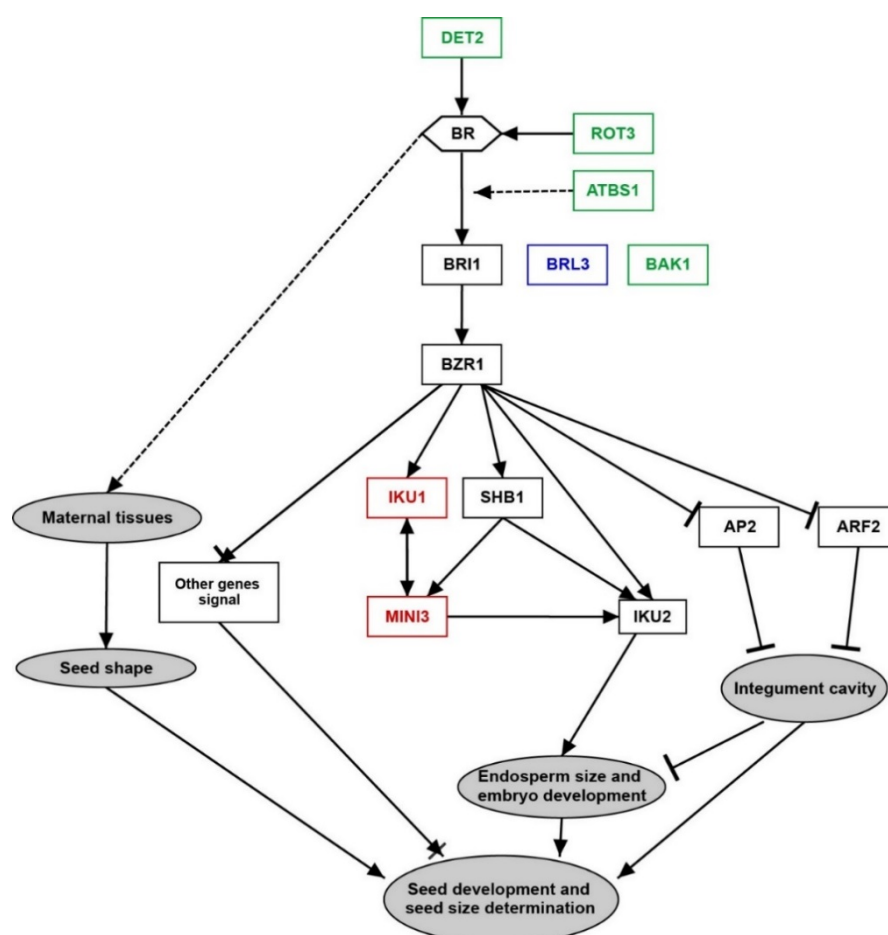 DET2
BR
ROT3
ATBS1
BRI1
BRL3
BAK1
BZR1
IKU1
SHB1
Maternal tissues
AP2
ARF2
Other genes
signal
MINI3
IKU2
Seed shape
Integument cavity
Endosperm size and
embryo development
Seed development and
seed size determination